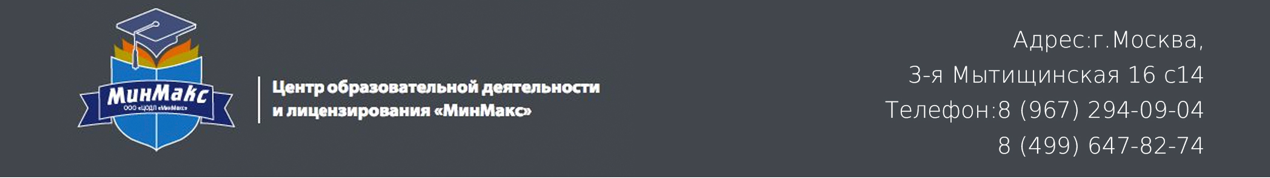 МинМакс
ООО «ЦОДЛ «МинМакс»
Центр образовательной деятельности
и лицензирования «МинМакс»
Адрес:г.Москва,
3-я Мытищинская 16 с14
Телефон:8 (967) 294-09-04
8 (499) 647-82-74